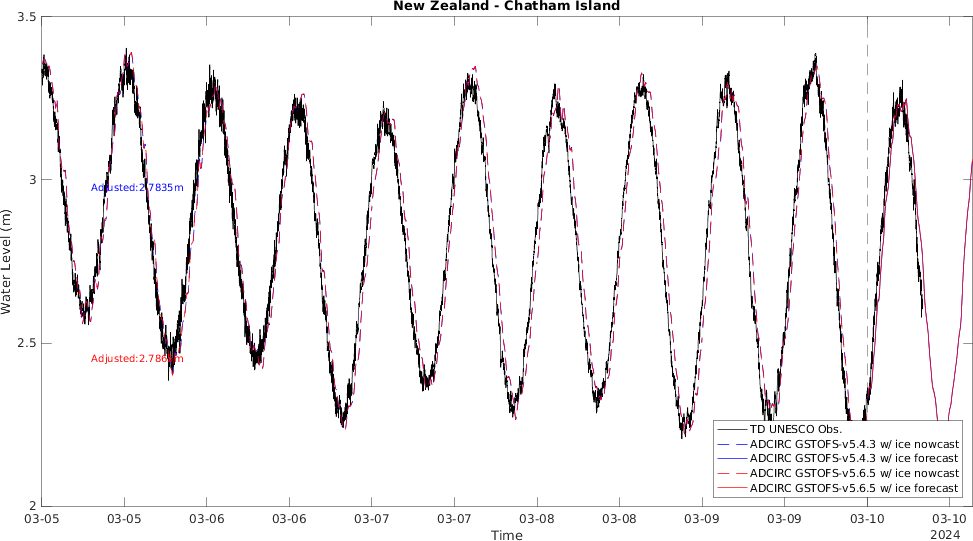 New Zealand - Chatham Island
3.5
3
2.5
2
Water Level (m)
Adjusted:2.7835m
TD UNESCO Obs.
ADCIRC GSTOFS-v5.4.3 w/ ice nowcast
ADCIRC GSTOFS-v5.4.3 w/ ice forecast
ADCIRC GSTOFS-v5.6.5 w/ ice nowcast
ADCIRC GSTOFS-v5.6.5 w/ ice forecast
03-05 03-05 03-06 03-06 03-07 03-07 03-08 03-08 03-09 03-09 03-10 03-10
2024
Time